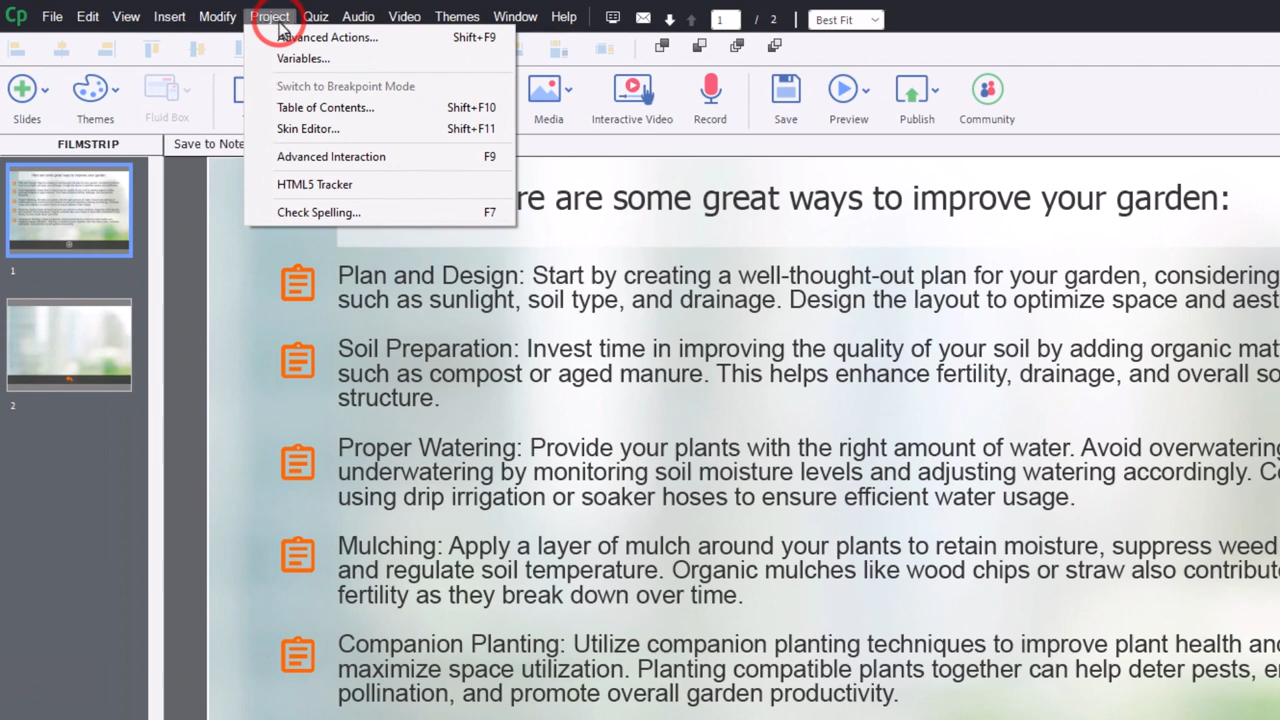 Cp File Edit View Insert Modify Project Quiz Audio Video Themes Window Help 1 / 2 Best Fit
Advanced Actions... Shift+F9
Variables...
Switch to Breakpoint Mode
Table of Contents... Shift+F10
Skin Editor... Shift+F11
Advanced Interaction F9
HTML5 Tracker
Check Spelling... F7
Slides Themes Fluid Box Media Interactive Video Record Save Preview Publish Community
FILMSTRIP Save to Note
1
2
re are some great ways to improve your garden:
Plan and Design: Start by creating a well-thought-out plan for your garden, considering
such as sunlight, soil type, and drainage. Design the layout to optimize space and aest
Soil Preparation: Invest time in improving the quality of your soil by adding organic mat
such as compost or aged manure. This helps enhance fertility, drainage, and overall so
structure.
Proper Watering: Provide your plants with the right amount of water. Avoid overwatering
underwatering by monitoring soil moisture levels and adjusting watering accordingly. Co
using drip irrigation or soaker hoses to ensure efficient water usage.
Mulching: Apply a layer of mulch around your plants to retain moisture, suppress weed
and regulate soil temperature. Organic mulches like wood chips or straw also contribute
fertility as they break down over time.
Companion Planting: Utilize companion planting techniques to improve plant health and
maximize space utilization. Planting compatible plants together can help deter pests, en
pollination, and promote overall garden productivity.